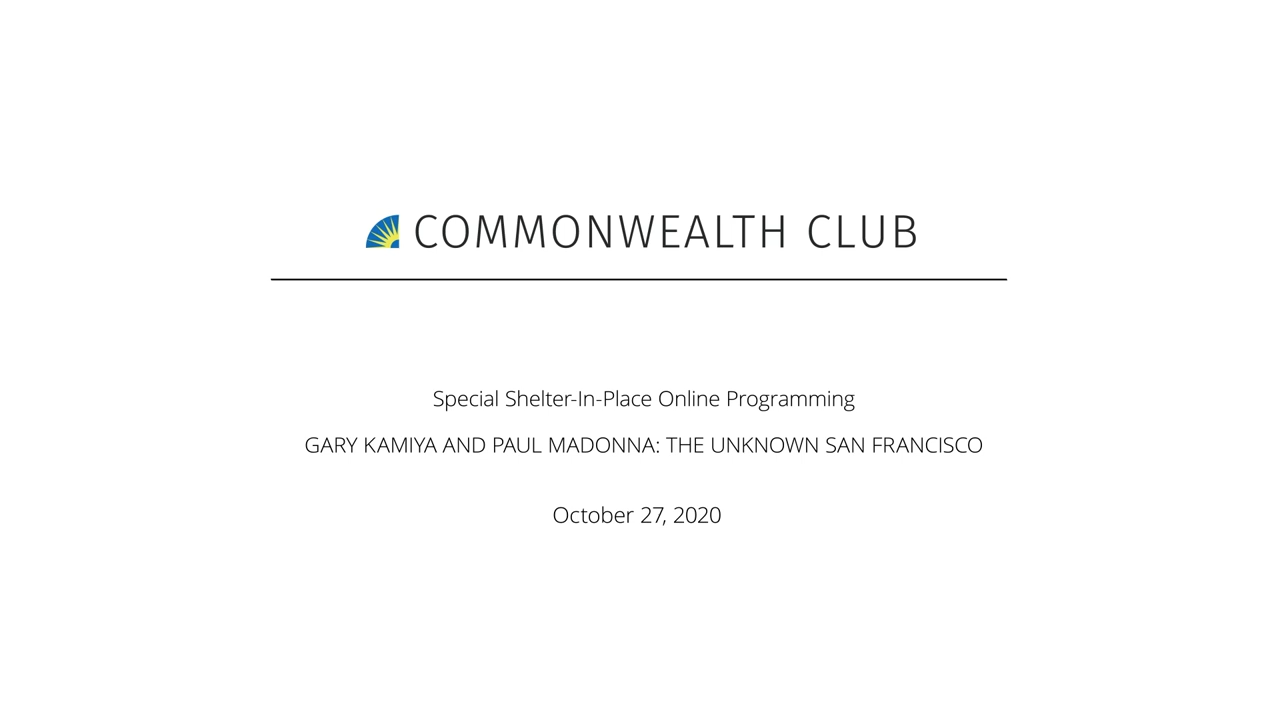 COMMONWEALTH CLUB
Special Shelter-In-Place Online Programming
GARY KAMIYA AND PAUL MADONNA: THE UNKNOWN SAN FRANCISCO
October 27, 2020